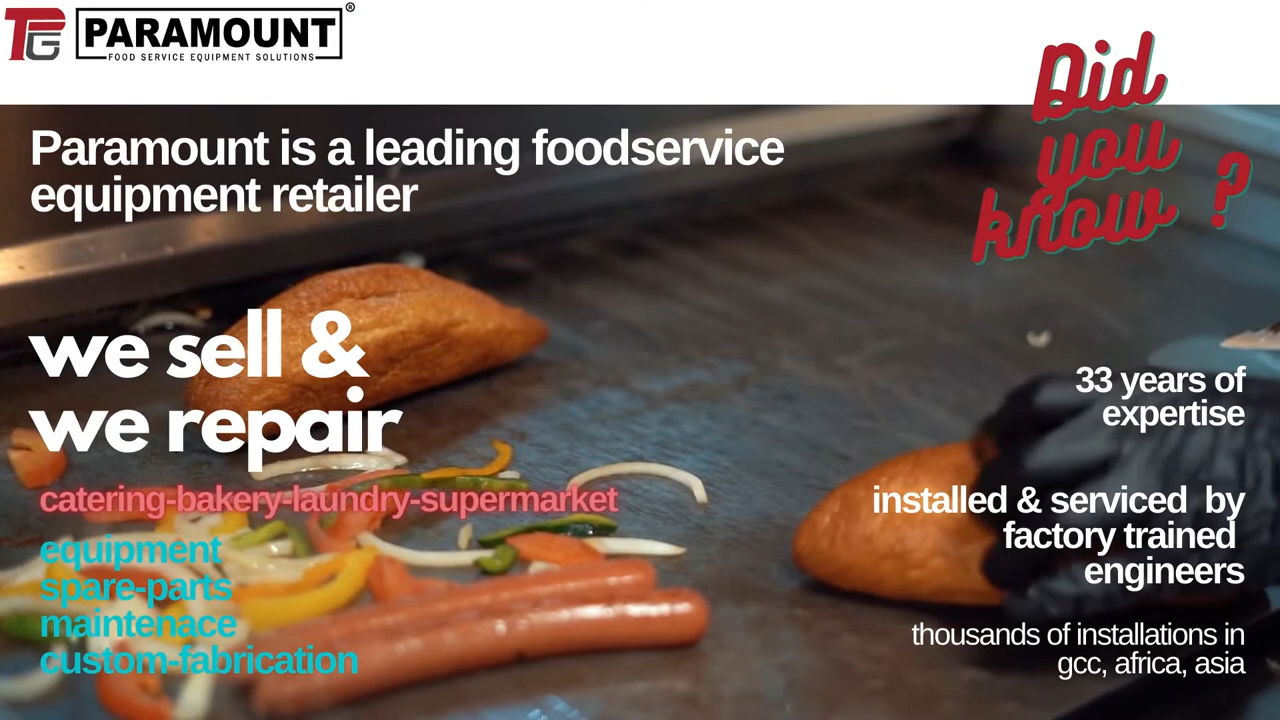 PARAMOUNT®
FOOD SERVICE EQUIPMENT SOLUTIONS
Did
you
know ?
Paramount is a leading foodservice
equipment retailer
we sell &
we repair
catering-bakery-laundry-supermarket
equipment
spare-parts
maintenace
custom-fabrication
33 years of
expertise
installed & serviced by
factory trained
engineers
thousands of installations in
gcc, africa, asia